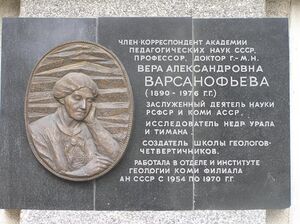 ЧЛЕН-КОРРЕСПОНДЕНТ АКАДЕМИИ
ПЕДАГОГИЧЕСКИХ НАУК СССР,
ПРОФЕССОР, ДОКТОР Г.-М.Н.
ВЕРА АЛЕКСАНДРОВНА
ВАРСАНОФЬЕВА
(1890-1976 Г.Г.)
ЗАСЛУЖЕННЫЙ ДЕЯТЕЛЬ НАУКИ
РСФСР И КОМИ АССР.
ИССЛЕДОВАТЕЛЬ НЕДР УРАЛА
И ТИМАНА.
СОЗДАТЕЛЬ ШКОЛЫ ГЕОЛОГОВ-
ЧЕТВЕРТИЧНИКОВ.
РАБОТАЛА В ОТДЕЛЕ И ИНСТИТУТЕ
ГЕОЛОГИИ КОМИ ФИЛИАЛА
АН СССР С 1954 ПО 1970 Г.Г.